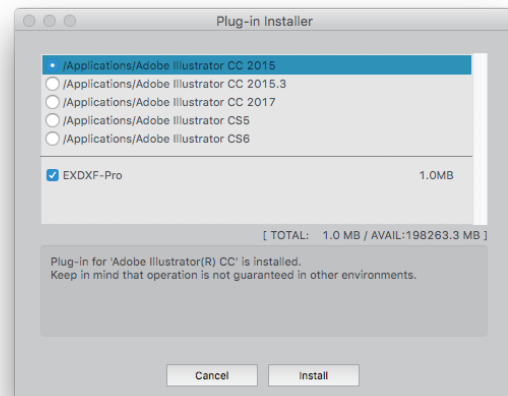 Plug-in Installer
/Applications/Adobe Illustrator CC 2015
/Applications/Adobe Illustrator CC 2015.3
/Applications/Adobe Illustrator CC 2017
/Applications/Adobe Illustrator CS5
/Applications/Adobe Illustrator CS6
EXDXF-Pro 1.0MB
[ TOTAL: 1.0 MB / AVAIL:198263.3 MB ]
Plug-in for 'Adobe Illustrator(R) CC' is installed.
Keep in mind that operation is not guaranteed in other environments.
Cancel Install